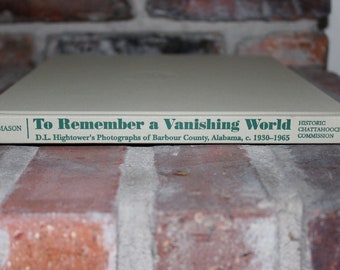 MASON
To Remember a Vanishing World
D.L. Hightower's Photographs of Barbour County, Alabama, c. 1930-1965
HISTORIC
CHATTAHOOCHEE
COMMISSION